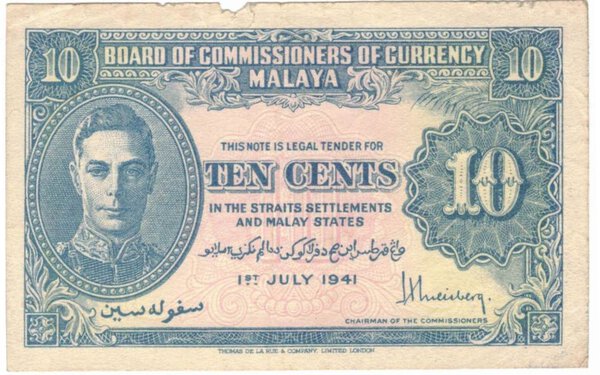 10
BOARD OF COMMISSIONERS OF CURRENCY
10
MALAYA
THIS NOTE IS LEGAL TENDER FOR
TEN CENTS
10
IN THE STRAITS SETTLEMENTS
AND MALAY STATES
1ST JULY 1941
سڤوله سين
CHAIRMAN OF THE COMMISSIONERS
THOMAS DE LA RUE & COMPANY, LIMITED LONDON.